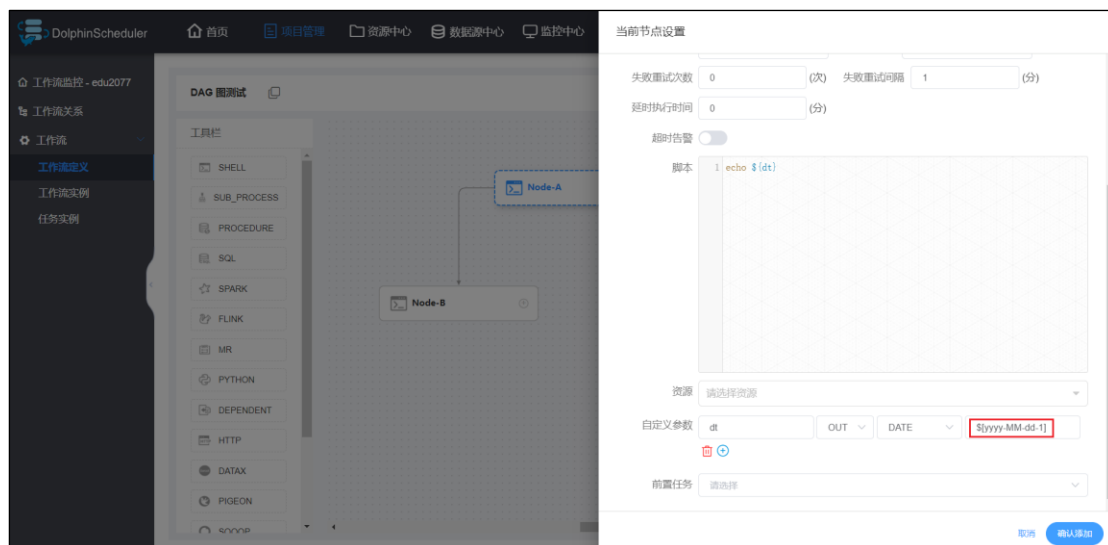 DolphinScheduler 首页 项目管理 资源中心 数据源中心 监控中心
工作流监控 - edu2077
工作流关系
工作流
工作流定义
工作流实例
任务实例
DAG 图测试
工具栏
SHELL
SUB_PROCESS
PROCEDURE
SQL
SPARK
FLINK
MR
PYTHON
DEPENDENT
HTTP
DATAX
PIGEON
SQOOP
Node-A
Node-B
当前节点设置
失败重试次数 0 (次) 失败重试间隔 1 (分)
延时执行时间 0 (分)
超时告警
脚本 1 echo ${dt}
资源 请选择资源
自定义参数 dt OUT DATE $[yyyy-MM-dd-1]
前置任务 请选择
取消 确认添加